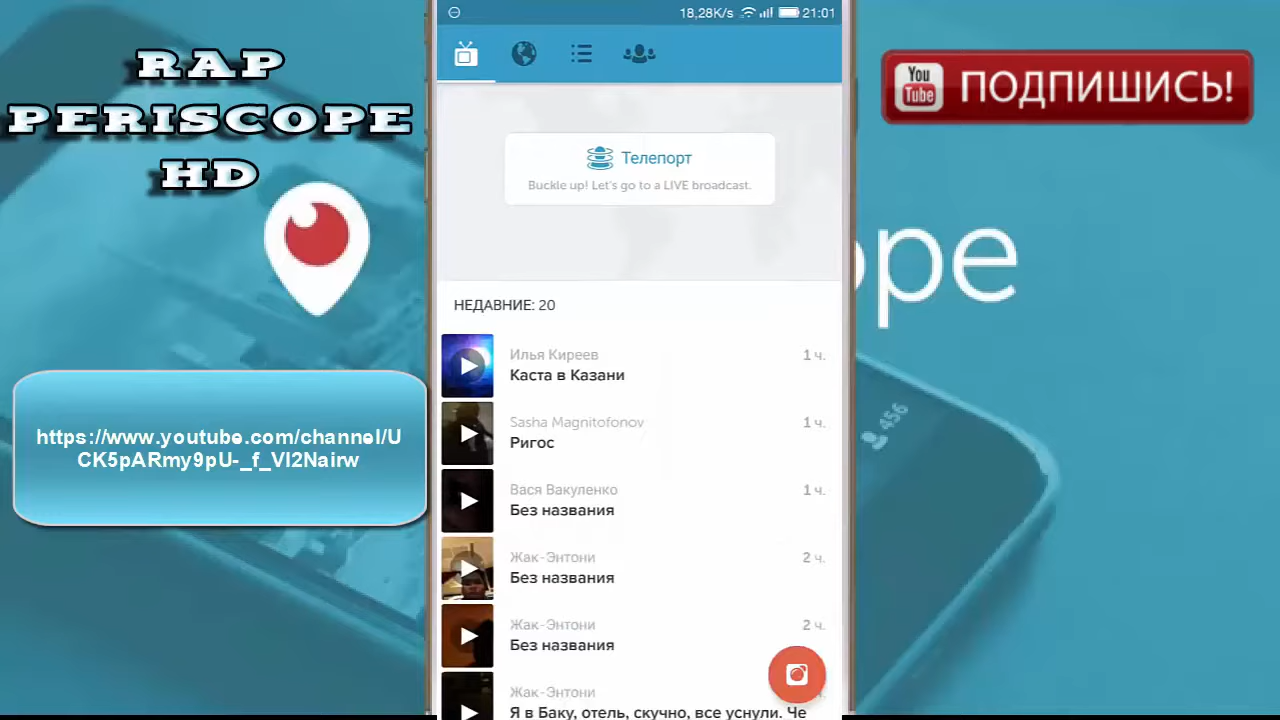 RAP
PERISCOPE
HD
https://www.youtube.com/channel/U
CK5pARmy9pU-_f_VI2Nairw
18,28K/s
21:01
Телепорт
Buckle up! Let's go to a LIVE broadcast.
НЕДАВНИЕ: 20
Илья Киреев
1 ч.
Каста в Казани
Sasha Magnitofonov
1 ч.
Ригос
Вася Вакуленко
1 ч.
Без названия
Жак-Энтони
2 ч.
Без названия
Жак-Энтони
2 ч.
Без названия
Жак-Энтони
Я в Баку, отель, скучно, все уснули. Че
You
Tube
ПОДПИШИСЬ!
ope
456